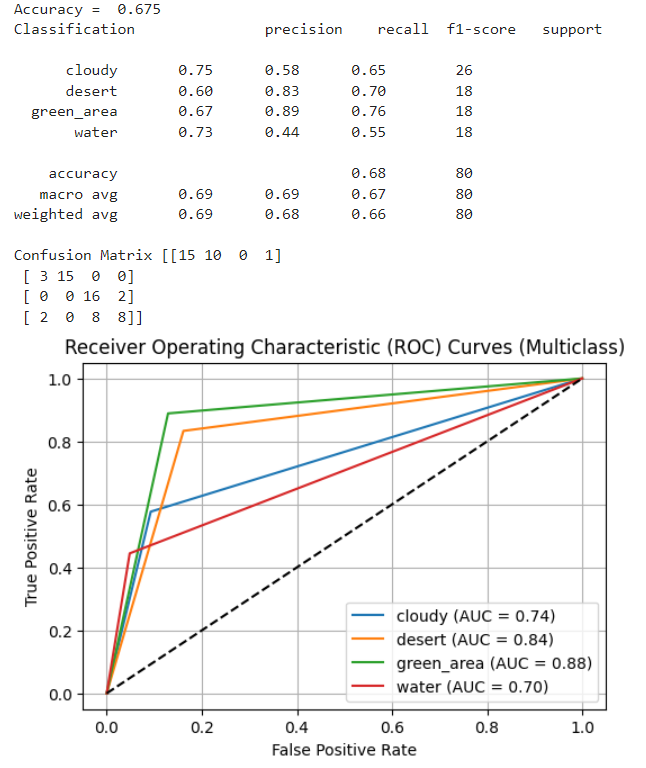 Accuracy =  0.675
Classification               precision    recall  f1-score   support

      cloudy       0.75      0.58      0.65        26
      desert       0.60      0.83      0.70        18
  green_area       0.67      0.89      0.76        18
       water       0.73      0.44      0.55        18

    accuracy                           0.68        80
   macro avg       0.69      0.69      0.67        80
weighted avg       0.69      0.68      0.66        80

Confusion Matrix [[15 10  0  1]
 [ 3 15  0  0]
 [ 0  0 16  2]
 [ 2  0  8  8]]
Receiver Operating Characteristic (ROC) Curves (Multiclass)
True Positive Rate
1.0
0.8
0.6
0.4
0.2
0.0
cloudy (AUC = 0.74)
desert (AUC = 0.84)
green_area (AUC = 0.88)
water (AUC = 0.70)
0.0 0.2 0.4 0.6 0.8 1.0
False Positive Rate